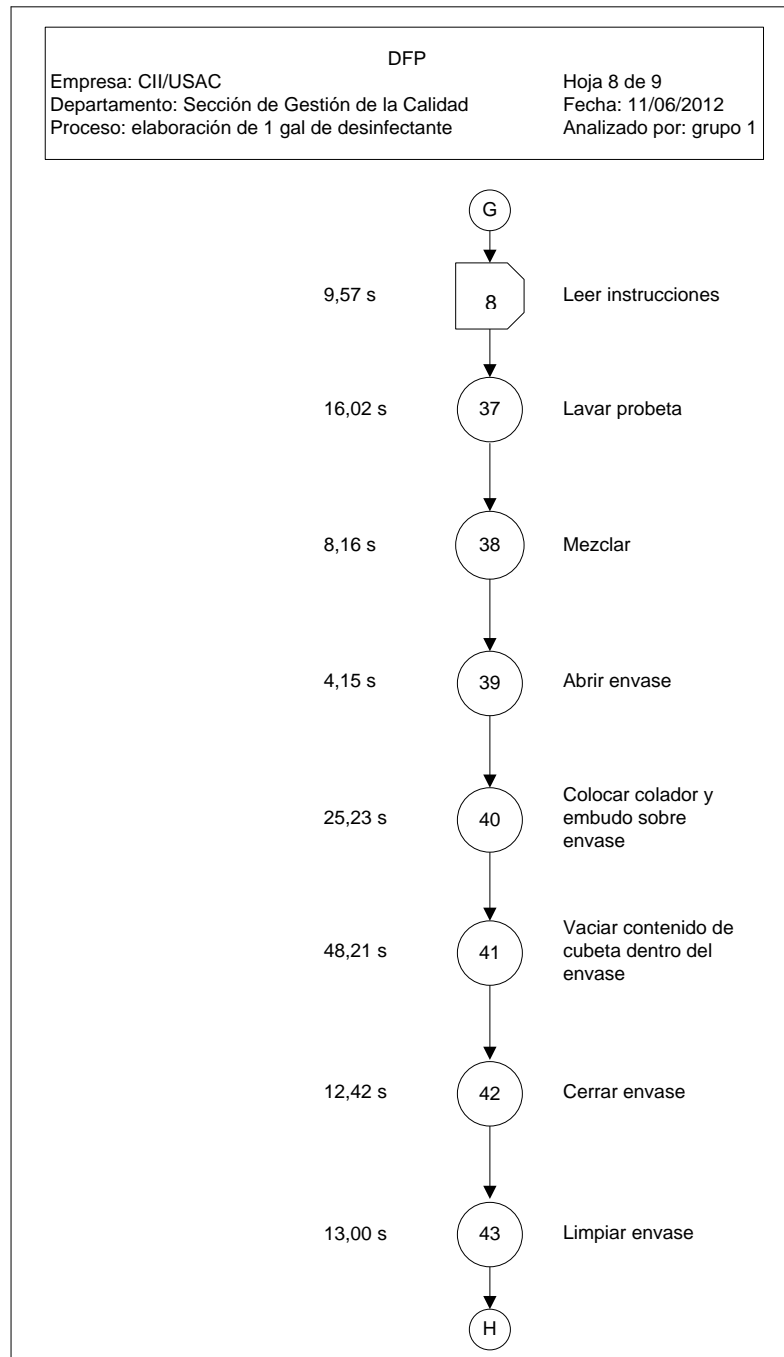 DFP
Empresa: CII/USAC Hoja 8 de 9
Departamento: Sección de Gestión de la Calidad Fecha: 11/06/2012
Proceso: elaboración de 1 gal de desinfectante Analizado por: grupo 1
G
9,57 s 8 Leer instrucciones
16,02 s 37 Lavar probeta
8,16 s 38 Mezclar
4,15 s 39 Abrir envase
25,23 s 40 Colocar colador y
embudo sobre
envase
48,21 s 41 Vaciar contenido de
cubeta dentro del
envase
12,42 s 42 Cerrar envase
13,00 s 43 Limpiar envase
H